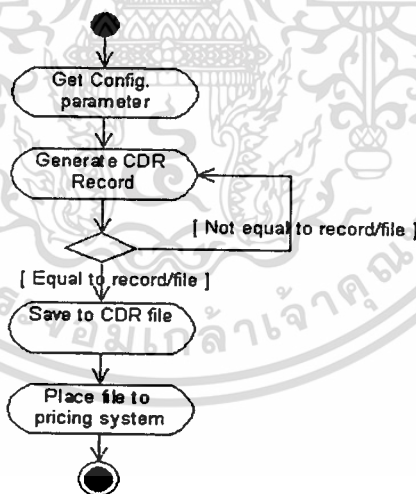 Get Config.
parameter
Generate CDR
Record
[ Not equal to record/file ]
[ Equal to record/file ]
Save to CDR file
Place file to
pricing system